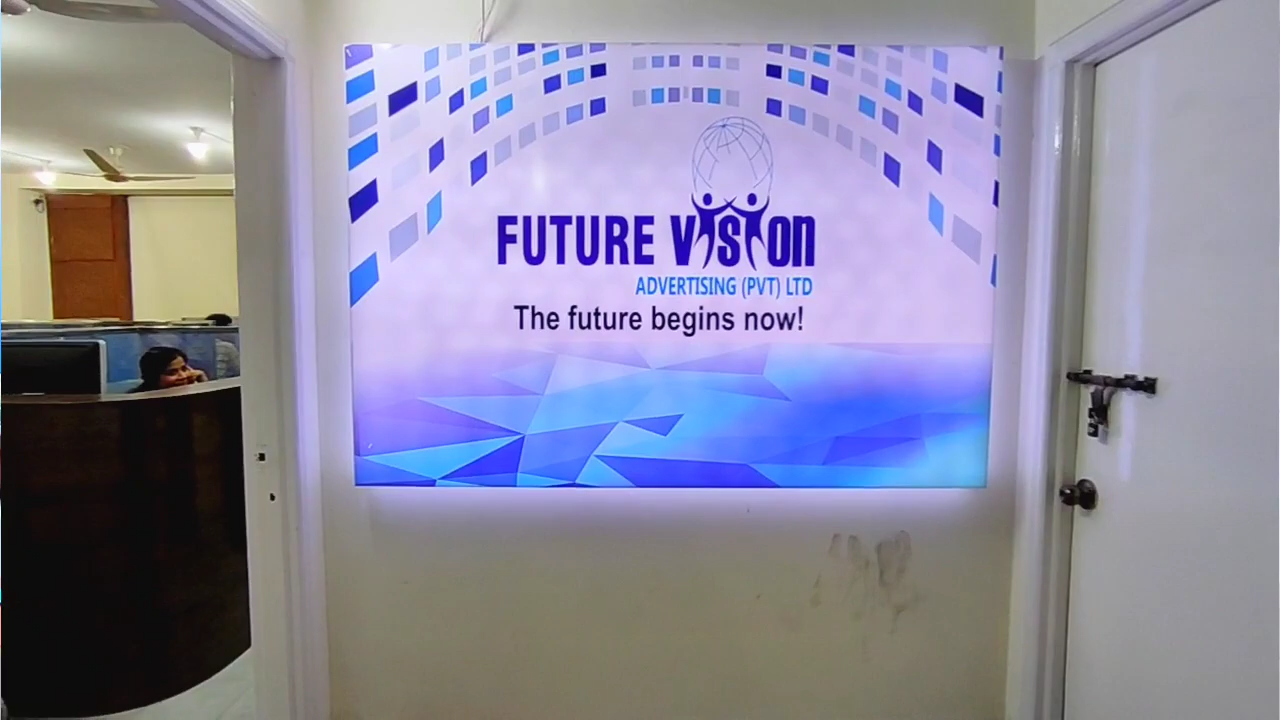 FUTURE VISION
ADVERTISING (PVT) LTD
The future begins now!